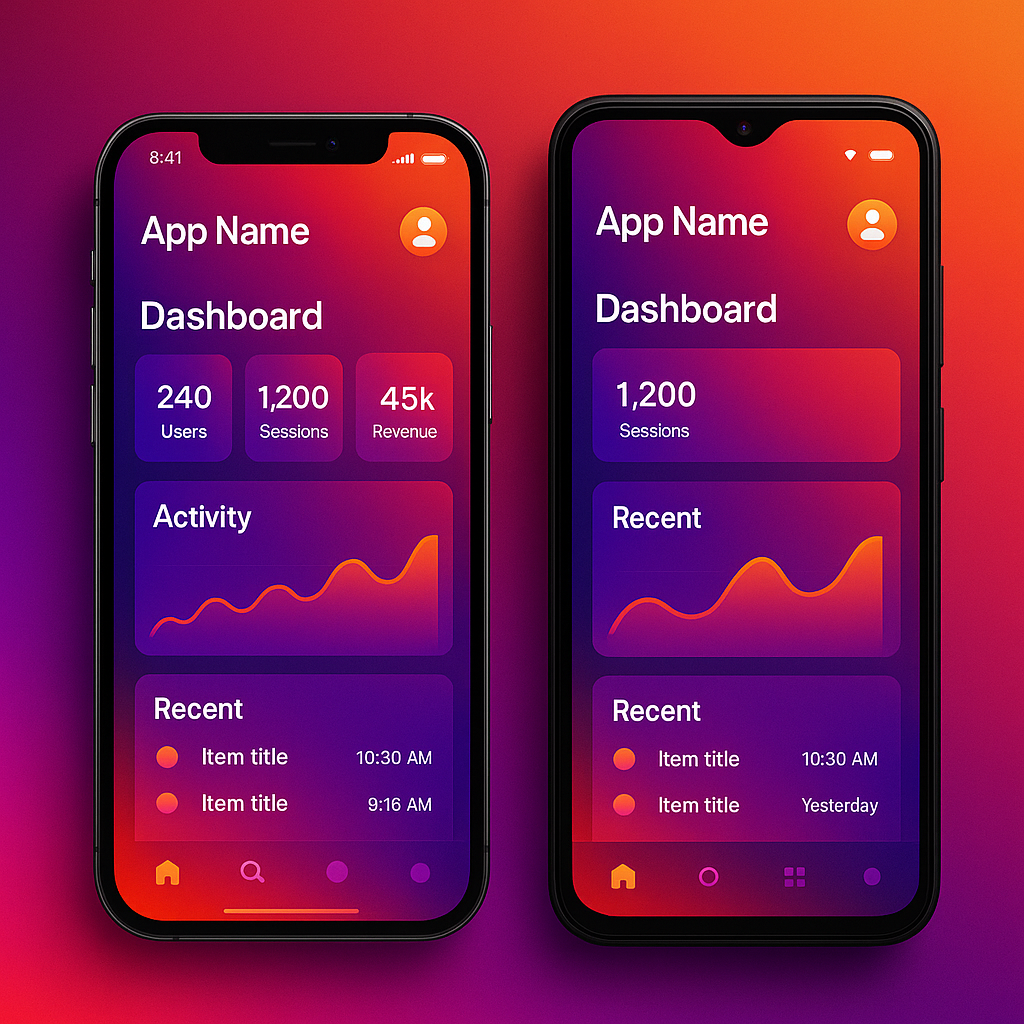 8:41
App Name
Dashboard
240 1,200 45k
Users Sessions Revenue
Activity
Recent
Item title 10:30 AM
Item title 9:16 AM
App Name
Dashboard
1,200
Sessions
Recent
Recent
Item title 10:30 AM
Item title Yesterday